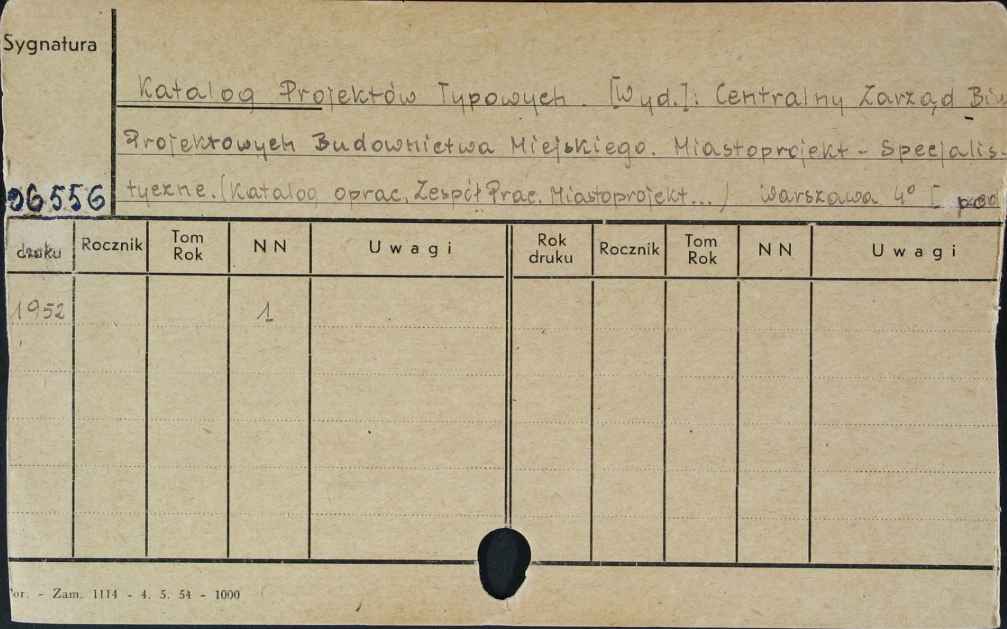 Sygnatura
Katalog Projektów Typowych. [Wyd.]: Centralny Zarząd Biu
Projektowych Budownictwa Miejskiego. Miastoprojekt - Specjalis-
tyczne. (Katalog oprac. Zespół Prac. Miastoprojekt...) Warszawa 4° [
06556
druku Rocznik Tom Rok NN Uwagi Rok druku Rocznik Tom Rok NN Uwagi
1952 1
or. - Zam. 1114 - 4. 5. 54 - 1000